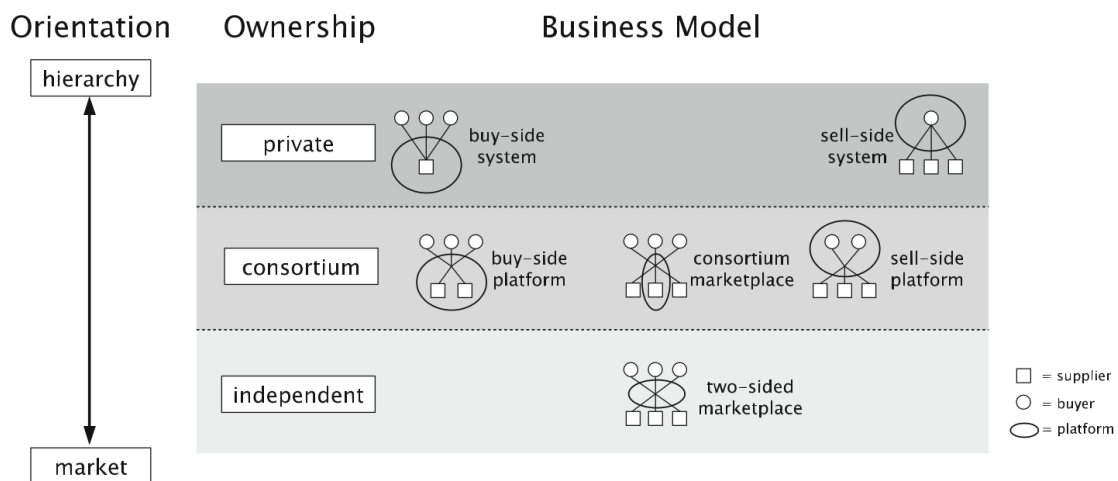 Orientation
Ownership
Business Model
hierarchy
private
buy-side
system
sell-side
system
consortium
buy-side
platform
consortium
marketplace
sell-side
platform
independent
two-sided
marketplace
market
= supplier
= buyer
= platform